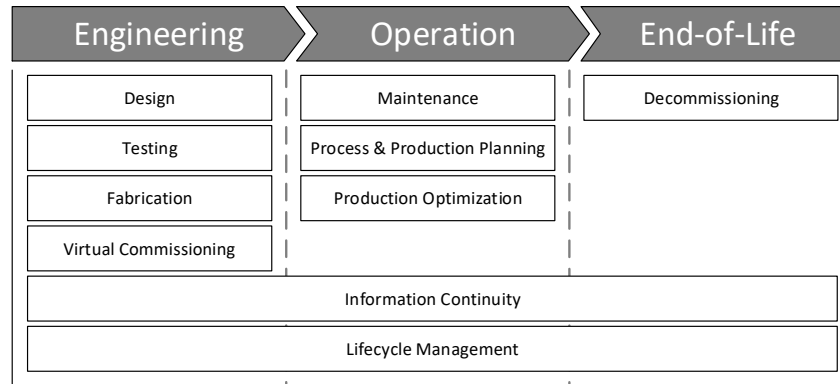 Engineering
Operation
End-of-Life
Design
Maintenance
Decommissioning
Testing
Process & Production Planning
Fabrication
Production Optimization
Virtual Commissioning
Information Continuity
Lifecycle Management